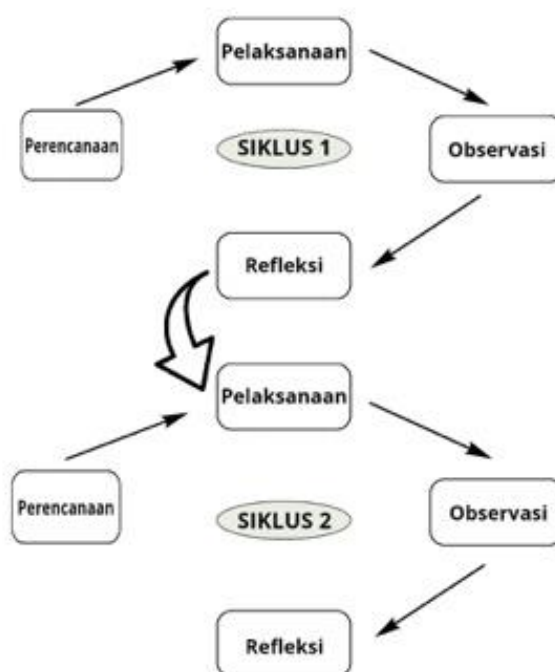 Pelaksanaan
Perencanaan
SIKLUS 1
Observasi
Refleksi
Pelaksanaan
Perencanaan
SIKLUS 2
Observasi
Refleksi